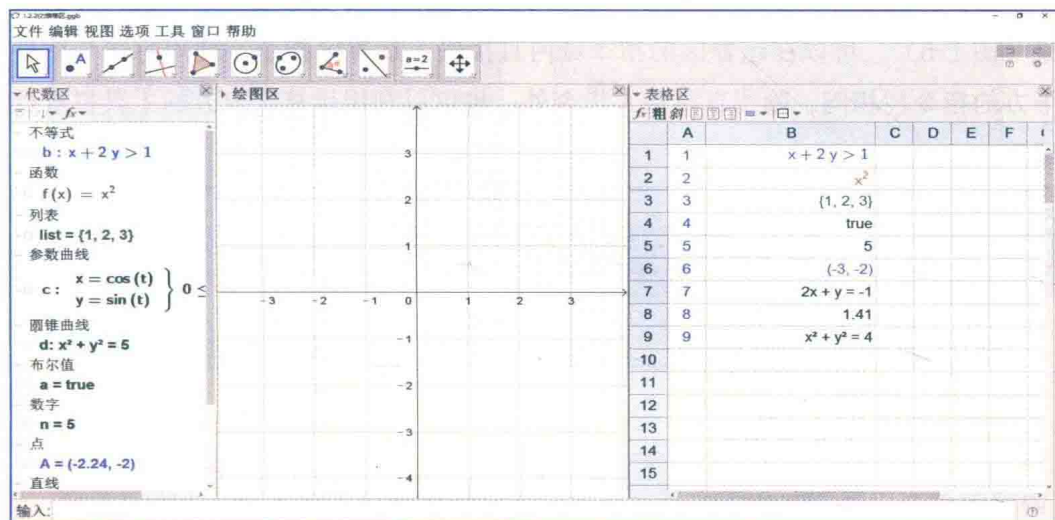 文件 编辑 视图 选项 工具 窗口 帮助
A
a=2
代数区
绘图区
表格区
粗 斜
不等式
b : x + 2 y > 1
函数
f(x) = x²
列表
list = {1, 2, 3}
参数曲线
c : x = cos (t)
y = sin (t) } 0 ≤
圆锥曲线
d: x² + y² = 5
布尔值
a = true
数字
n = 5
点
A = (-2.24, -2)
直线
3
2
1
-3 -2 -1 0 1 2 3
-1
-2
-3
-4
A B C D E F
1 1 x + 2 y > 1
2 2 x²
3 3 {1, 2, 3}
4 4 true
5 5 5
6 6 (-3, -2)
7 7 2x + y = -1
8 8 1.41
9 9 x² + y² = 4
10
11
12
13
14
15
输入: